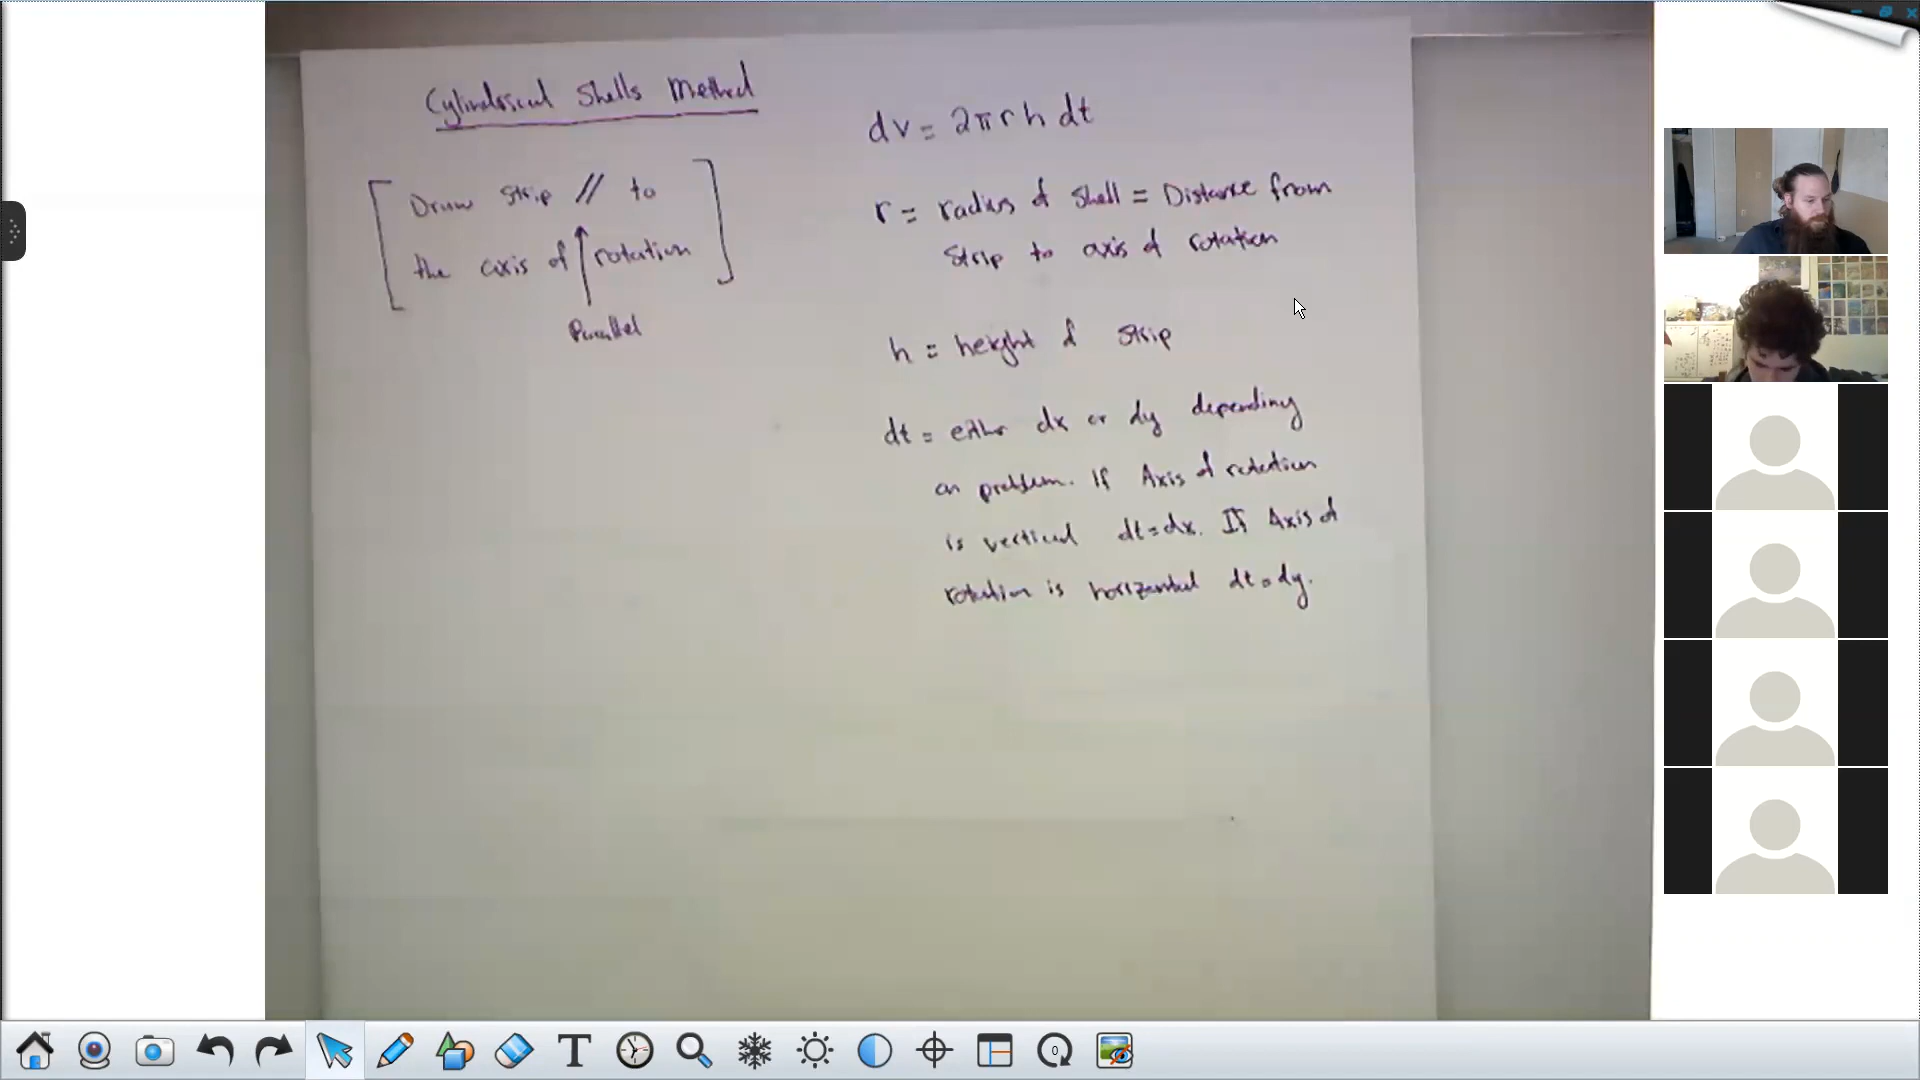 Cylindrical Shells Method
[ Draw strip // to
the axis of rotation ]
Parallel
dv = 2πrh dt
r = radius of shell = Distance from
strip to axis of rotation
h = height of strip
dt = either dx or dy depending
on problem. If Axis of rotation
is vertical dt=dx. If Axis of
rotation is horizontal dt=dy.
T
0